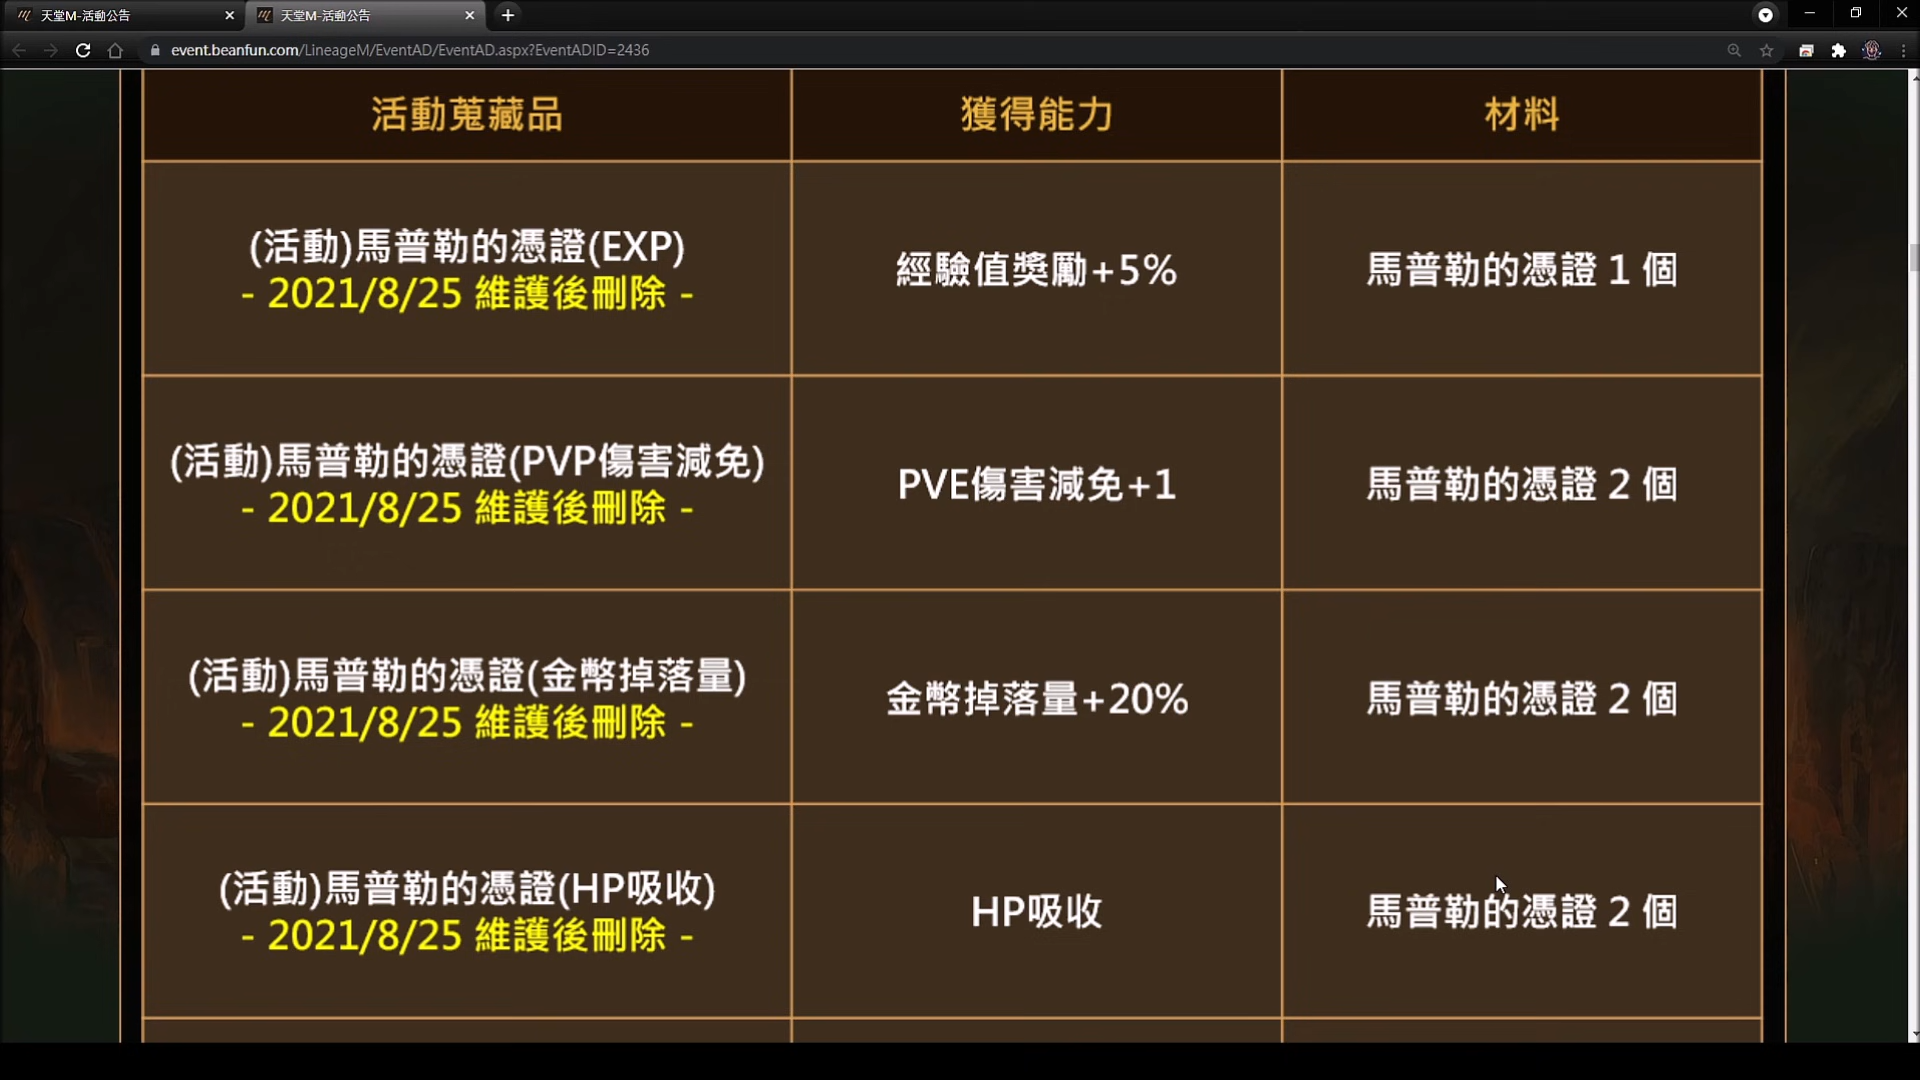 天堂M-活動公告
天堂M-活動公告
event.beanfun.com/LineageM/EventAD/EventAD.aspx?EventADID=2436
活動蒐藏品
獲得能力
材料
(活動)馬普勒的憑證(EXP)
- 2021/8/25 維護後刪除 -
經驗值獎勵+5%
馬普勒的憑證 1 個
(活動)馬普勒的憑證(PVP傷害減免)
- 2021/8/25 維護後刪除 -
PVE傷害減免+1
馬普勒的憑證 2 個
(活動)馬普勒的憑證(金幣掉落量)
- 2021/8/25 維護後刪除 -
金幣掉落量+20%
馬普勒的憑證 2 個
(活動)馬普勒的憑證(HP吸收)
- 2021/8/25 維護後刪除 -
HP吸收
馬普勒的憑證 2 個